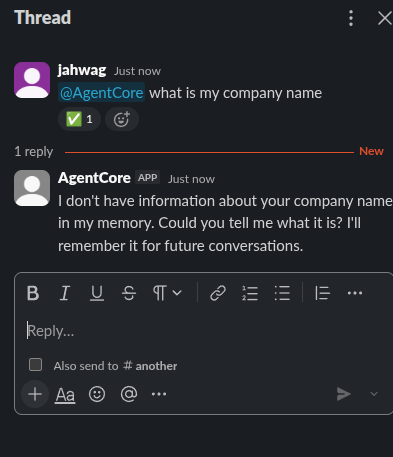 Thread
jahwag Just now
@AgentCore what is my company name
1
1 reply
New
AgentCore APP Just now
I don't have information about your company name
in my memory. Could you tell me what it is? I'll
remember it for future conversations.
B I U S ¶
Reply...
Also send to # another
+ Aa @